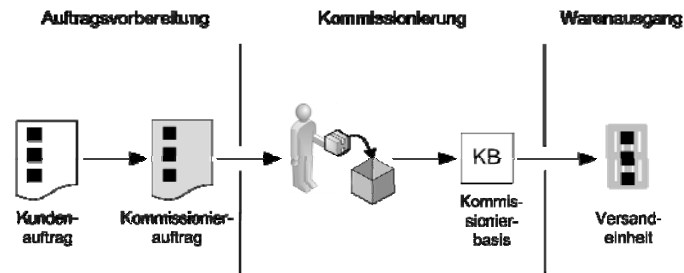 Auftragsvorbereitung
Kommissionierung
Warenausgang
KB
Kunden-
auftrag
Kommissionier-
auftrag
Kommis-
sionier-
basis
Versand-
einheit